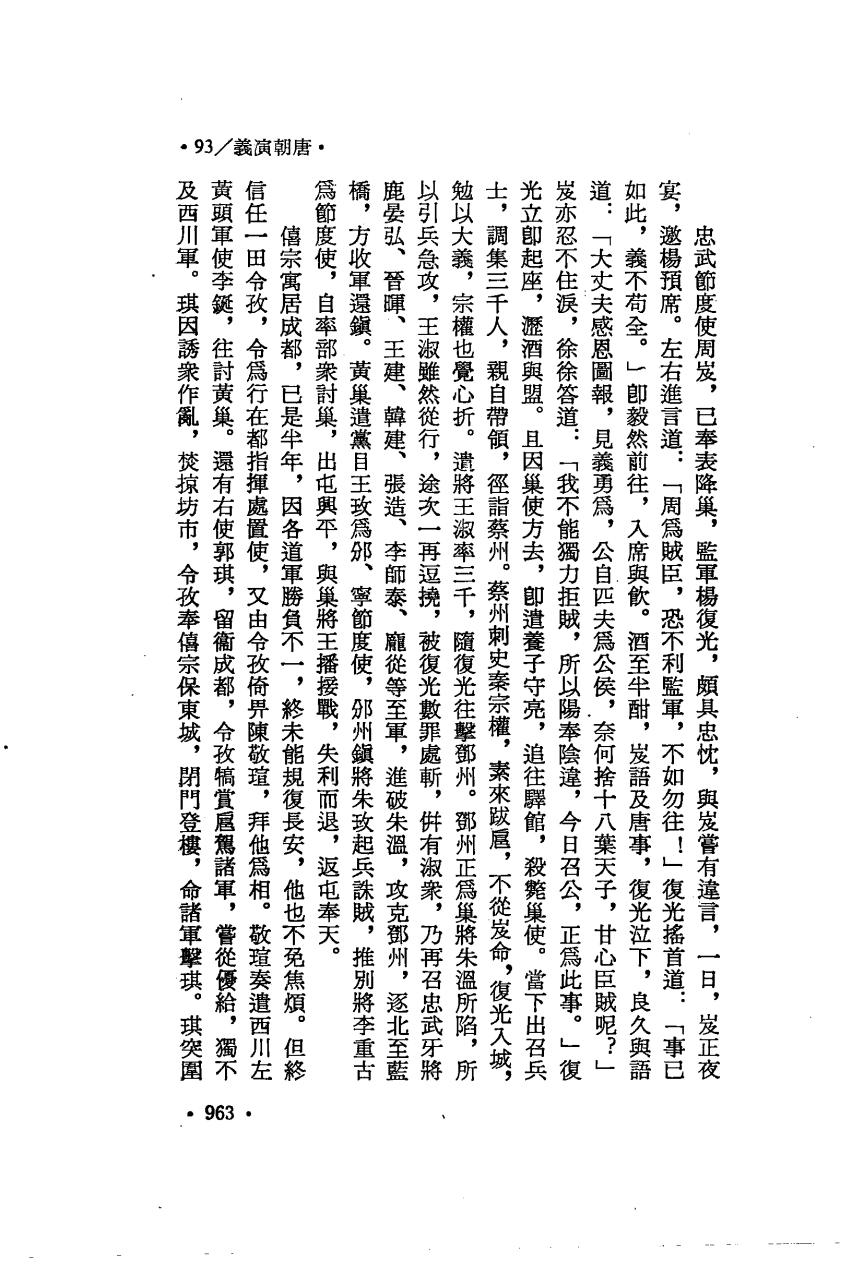 •93／義演朝唐•
忠武節度使周岌，已奉表降巢，監軍楊復光，頗具忠忱，與岌嘗有違言，一日，岌正夜
宴，邀楊預席。左右進言道：「周爲賊臣，恐不利監軍，不如勿往！」復光搖首道：「事已
如此，義不苟全。」卽毅然前往，入席與飲。酒至半酣，岌語及唐事，復光泣下，良久與語
道：「大丈夫感恩圖報，見義勇爲，公自匹夫爲公侯，奈何捨十八葉天子，甘心臣賊呢？」
岌亦忍不住淚，徐徐答道：「我不能獨力拒賊，所以陽奉陰違，今日召公，正爲此事。」復
光立卽起座，瀝酒與盟。且因巢使方去，卽遣養子守亮，追往驛館，殺斃巢使。當下出召兵
士，調集三千人，親自帶領，徑詣蔡州。蔡州刺史秦宗權，素來跋扈，不從岌命，復光入城，
勉以大義，宗權也覺心折。遣將王淑率三千，隨復光往擊鄧州。鄧州正爲巢將朱溫所陷，所
以引兵急攻，王淑雖然從行，途次一再逗撓，被復光數罪處斬，倂有淑衆，乃再召忠武牙將
鹿晏弘、晉暉、王建、韓建、張造、李師泰、龐從等至軍，進破朱溫，攻克鄧州，逐北至藍
橋，方收軍還鎭。黃巢遣黨目王玫爲邠、寧節度使，邠州鎭將朱玫起兵誅賊，推別將李重古
爲節度使，自率部衆討巢，出屯興平，與巢將王播接戰，失利而退，返屯奉天。
僖宗寓居成都，已是半年，因各道軍勝負不一，終未能規復長安，他也不免焦煩。但終
信任一田令孜，令爲行在都指揮處置使，又由令孜倚畀陳敬瑄，拜他爲相。敬瑄奏遣西川左
黃頭軍使李鋋，往討黃巢。還有右使郭琪，留衞成都，令孜犒賞扈駕諸軍，嘗從優給，獨不
及西川軍。琪因誘衆作亂，焚掠坊市，令孜奉僖宗保東城，閉門登樓，命諸軍擊琪。琪突圍
•963•